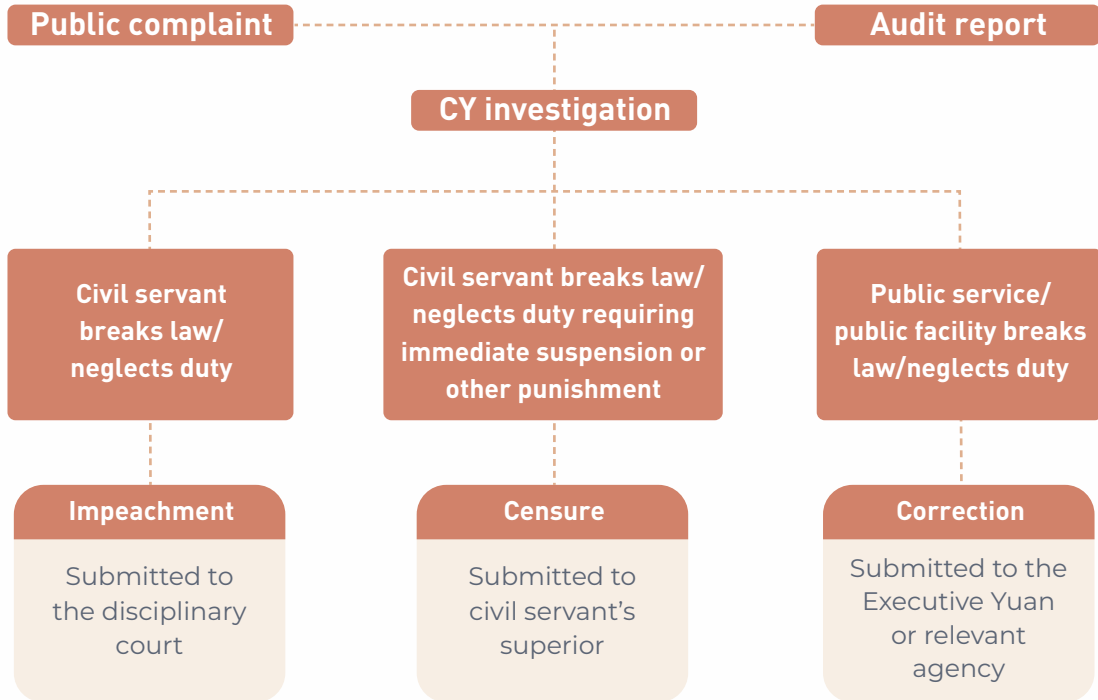 Public complaint
Audit report
CY investigation
Civil servant
breaks law/
neglects duty
Civil servant breaks law/
neglects duty requiring
immediate suspension or
other punishment
Public service/
public facility breaks
law/neglects duty
Impeachment
Submitted to
the disciplinary
court
Censure
Submitted to
civil servant’s
superior
Correction
Submitted to the
Executive Yuan
or relevant
agency